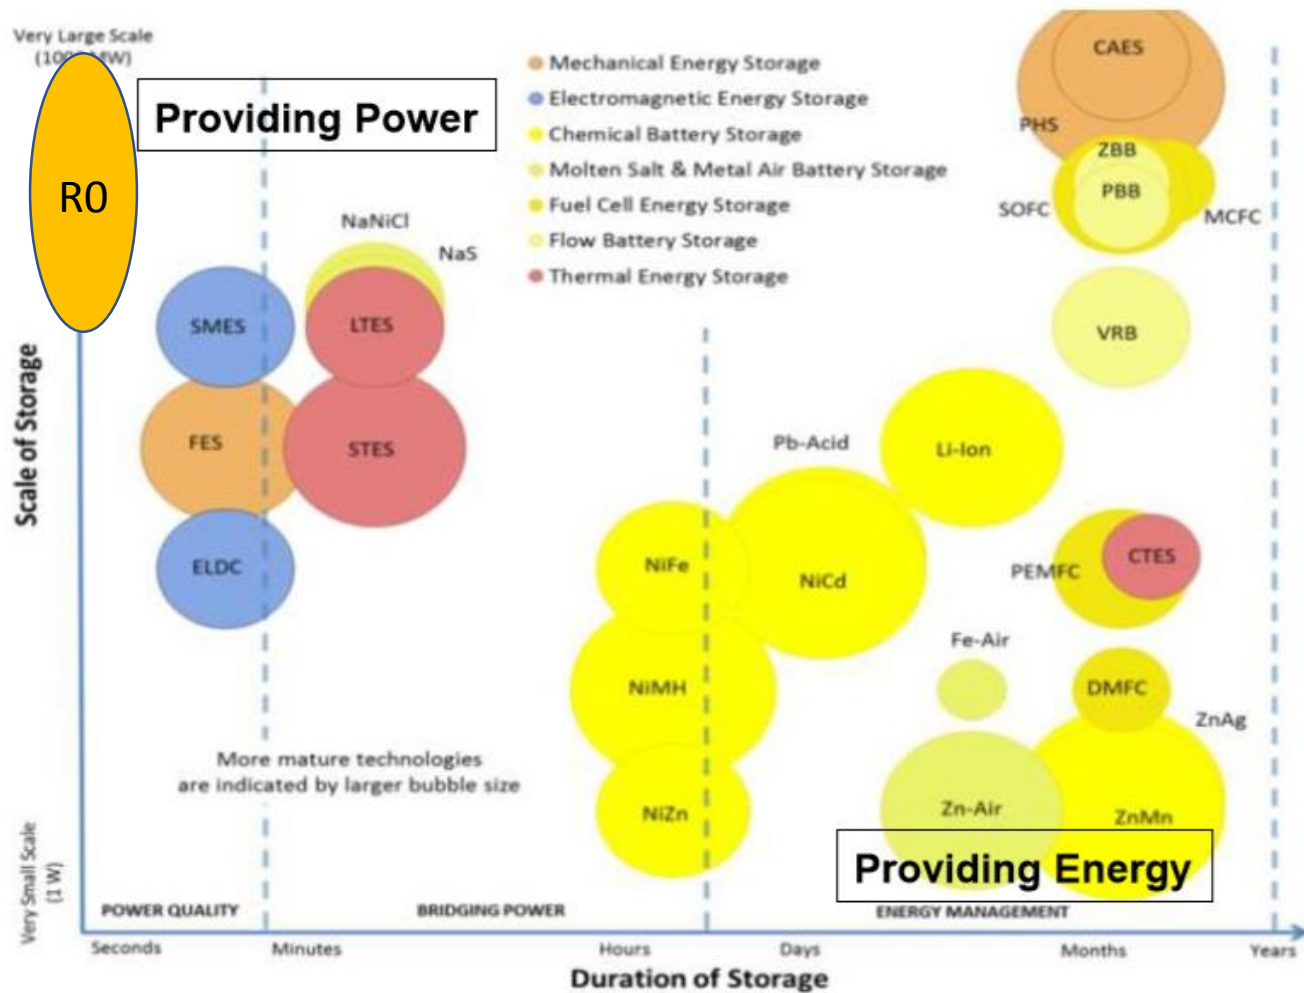 Very Large Scale
(100 MW)
Providing Power
Mechanical Energy Storage
Electromagnetic Energy Storage
Chemical Battery Storage
Molten Salt & Metal Air Battery Storage
Fuel Cell Energy Storage
Flow Battery Storage
Thermal Energy Storage
CAES
PHS
ZBB
PBB
SOFC
MCFC
RO
NaNiCl
NaS
SMES
LTES
VRB
Scale of Storage
FES
STES
Pb-Acid
Li-Ion
ELDC
NiFe
NiCd
PEMFC
CTES
Fe-Air
NiMH
DMFC
ZnAg
More mature technologies
are indicated by larger bubble size
NiZn
Zn-Air
ZnMn
Providing Energy
Very Small Scale
(1 W)
POWER QUALITY
BRIDGING POWER
ENERGY MANAGEMENT
Seconds
Minutes
Hours
Days
Months
Years
Duration of Storage